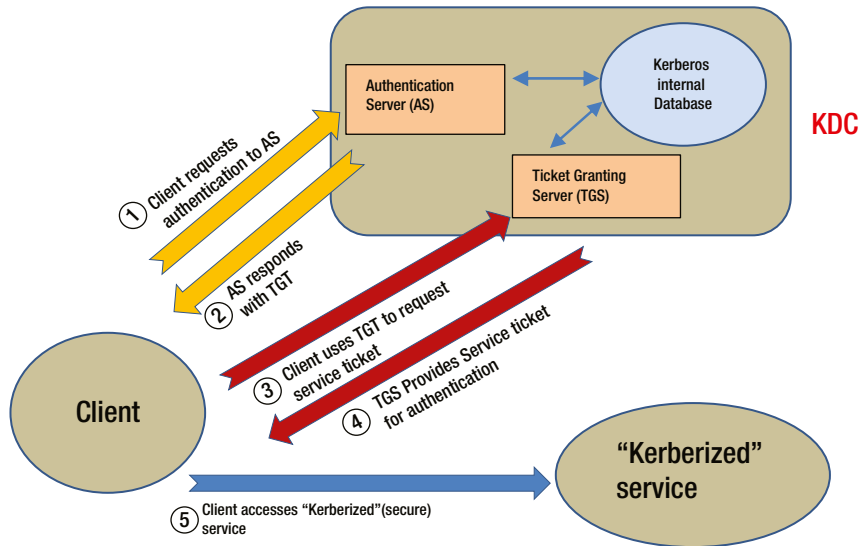 Kerberos
internal
Database
Authentication
Server (AS)
KDC
Ticket Granting
Server (TGS)
1 Client requests
authentication to AS
2 AS responds
with TGT
3 Client uses TGT to request
service ticket
4 TGS Provides Service ticket
for authentication
Client
“Kerberized”
service
5 Client accesses “Kerberized”(secure)
service